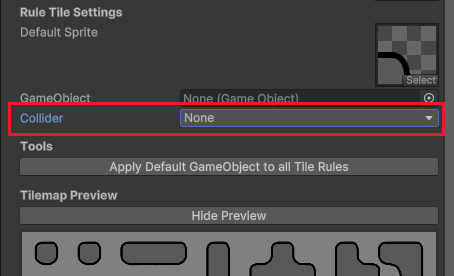 Rule Tile Settings
Default Sprite
Select
GameObject None (Game Object)
Collider None
Tools
Apply Default GameObject to all Tile Rules
Tilemap Preview
Hide Preview